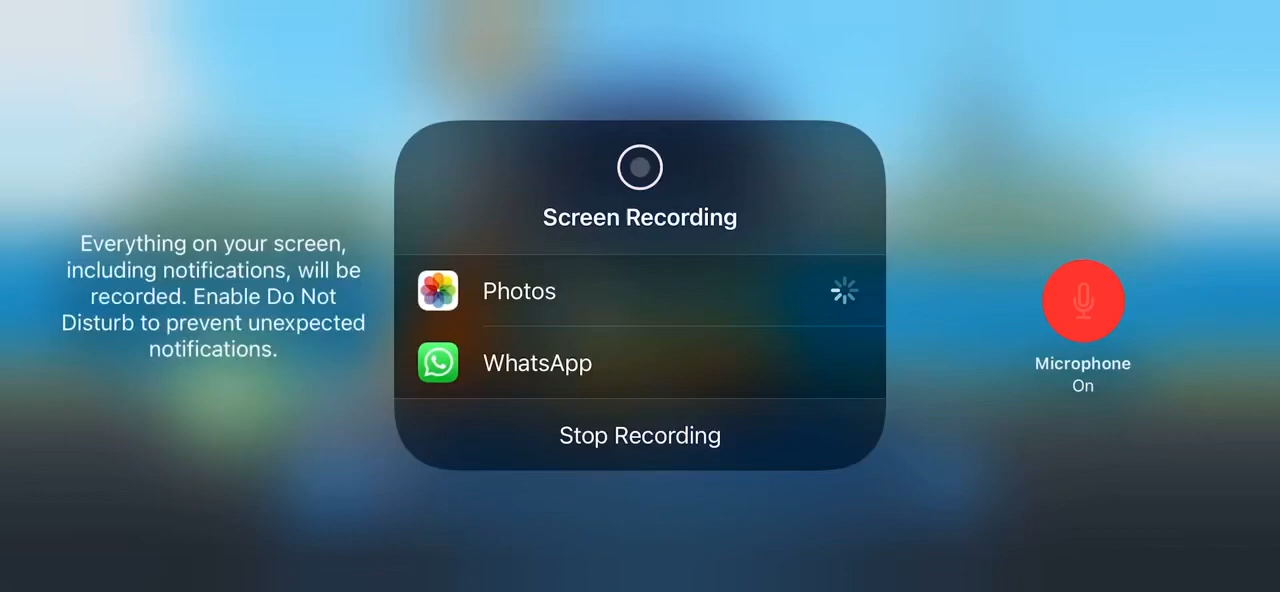 Everything on your screen,
including notifications, will be
recorded. Enable Do Not
Disturb to prevent unexpected
notifications.
Screen Recording
Photos
WhatsApp
Stop Recording
Microphone
On